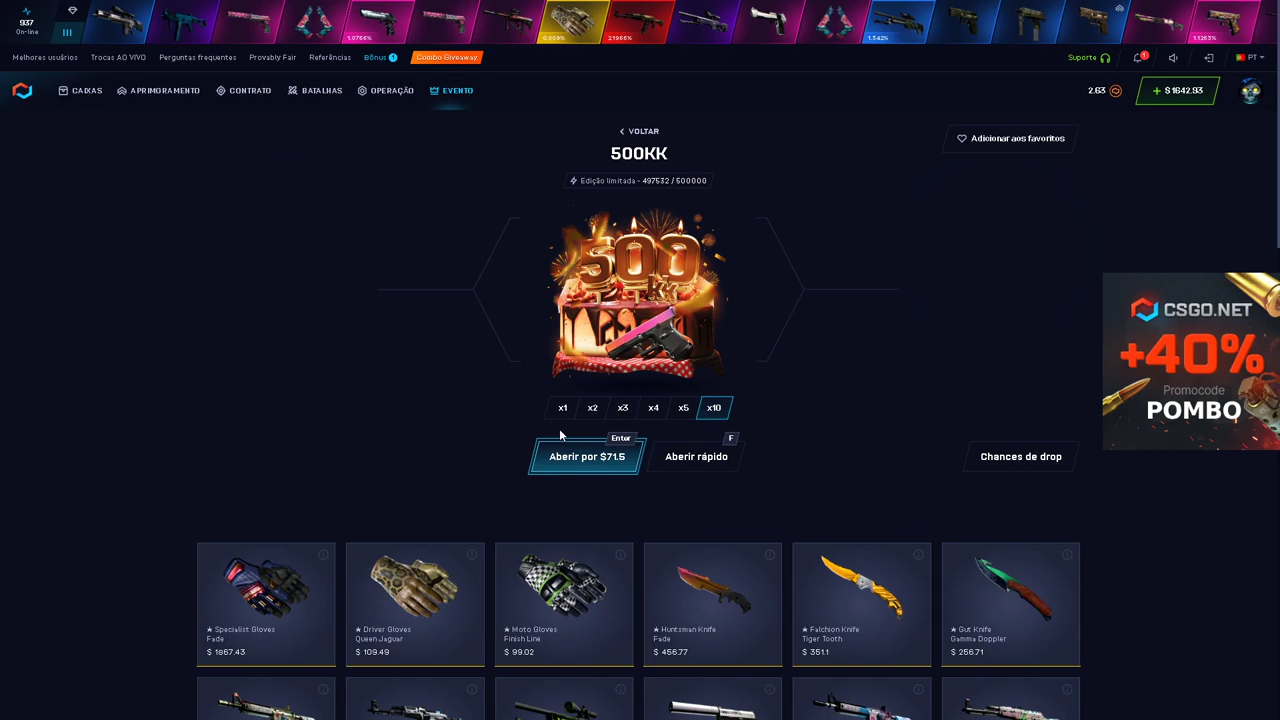 937
On-line
1.0766%
0.009%
2.1966%
1.342%
1.1263%
Melhores usuários
Trocas AO VIVO
Perguntas frequentes
Provably Fair
Referências
Bônus 1
Combo Giveaway
Suporte
1
PT
CAIXAS
APRIMORAMENTO
CONTRATO
BATALHAS
OPERAÇÃO
EVENTO
2.63
+ $ 1642.93
VOLTAR
500KK
Adicionar aos favoritos
Edição limitada - 497532 / 500000
500
KK
x1
x2
x3
x4
x5
x10
Enter
F
Aberir por $71.5
Aberir rápido
Chances de drop
CSGO.NET
+40%
Promocode
POMBO
★ Specialist Gloves
Fade
$ 1867.43
★ Driver Gloves
Queen Jaguar
$ 109.49
★ Moto Gloves
Finish Line
$ 99.02
★ Huntsman Knife
Fade
$ 456.77
★ Falchion Knife
Tiger Tooth
$ 351.1
★ Gut Knife
Gamma Doppler
$ 256.71